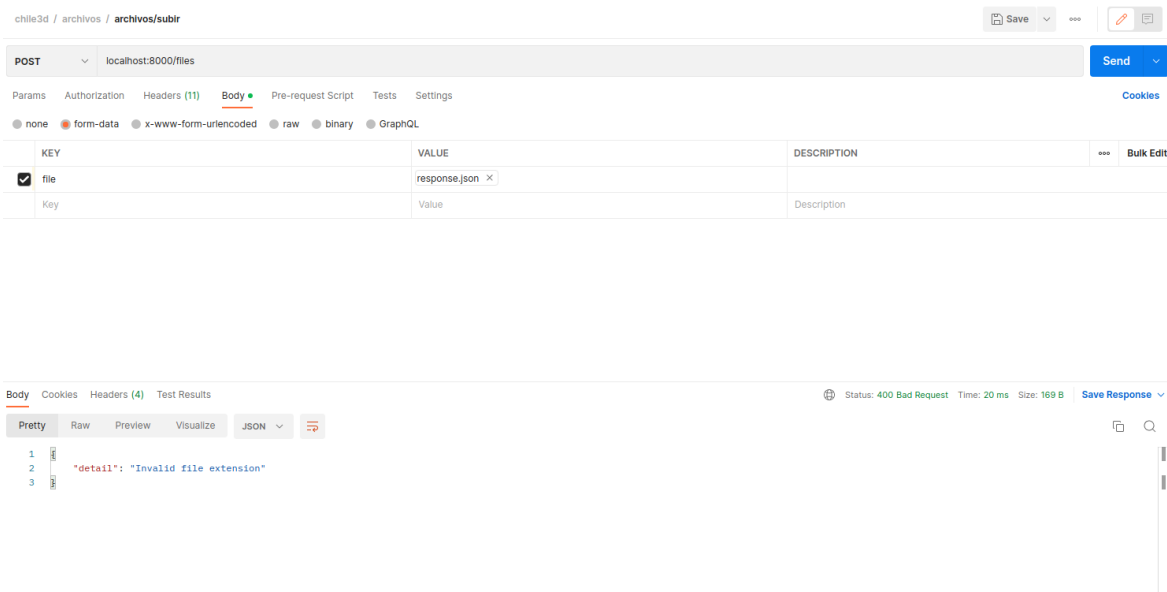 chile3d / archivos / archivos/subir Save
POST localhost:8000/files Send
Params Authorization Headers (11) Body Pre-request Script Tests Settings Cookies
none form-data x-www-form-urlencoded raw binary GraphQL
KEY VALUE DESCRIPTION Bulk Edit
file response.json
Key Value Description
Body Cookies Headers (4) Test Results Status: 400 Bad Request Time: 20 ms Size: 169 B Save Response
Pretty Raw Preview Visualize JSON
1 {
2 "detail": "Invalid file extension"
3 }